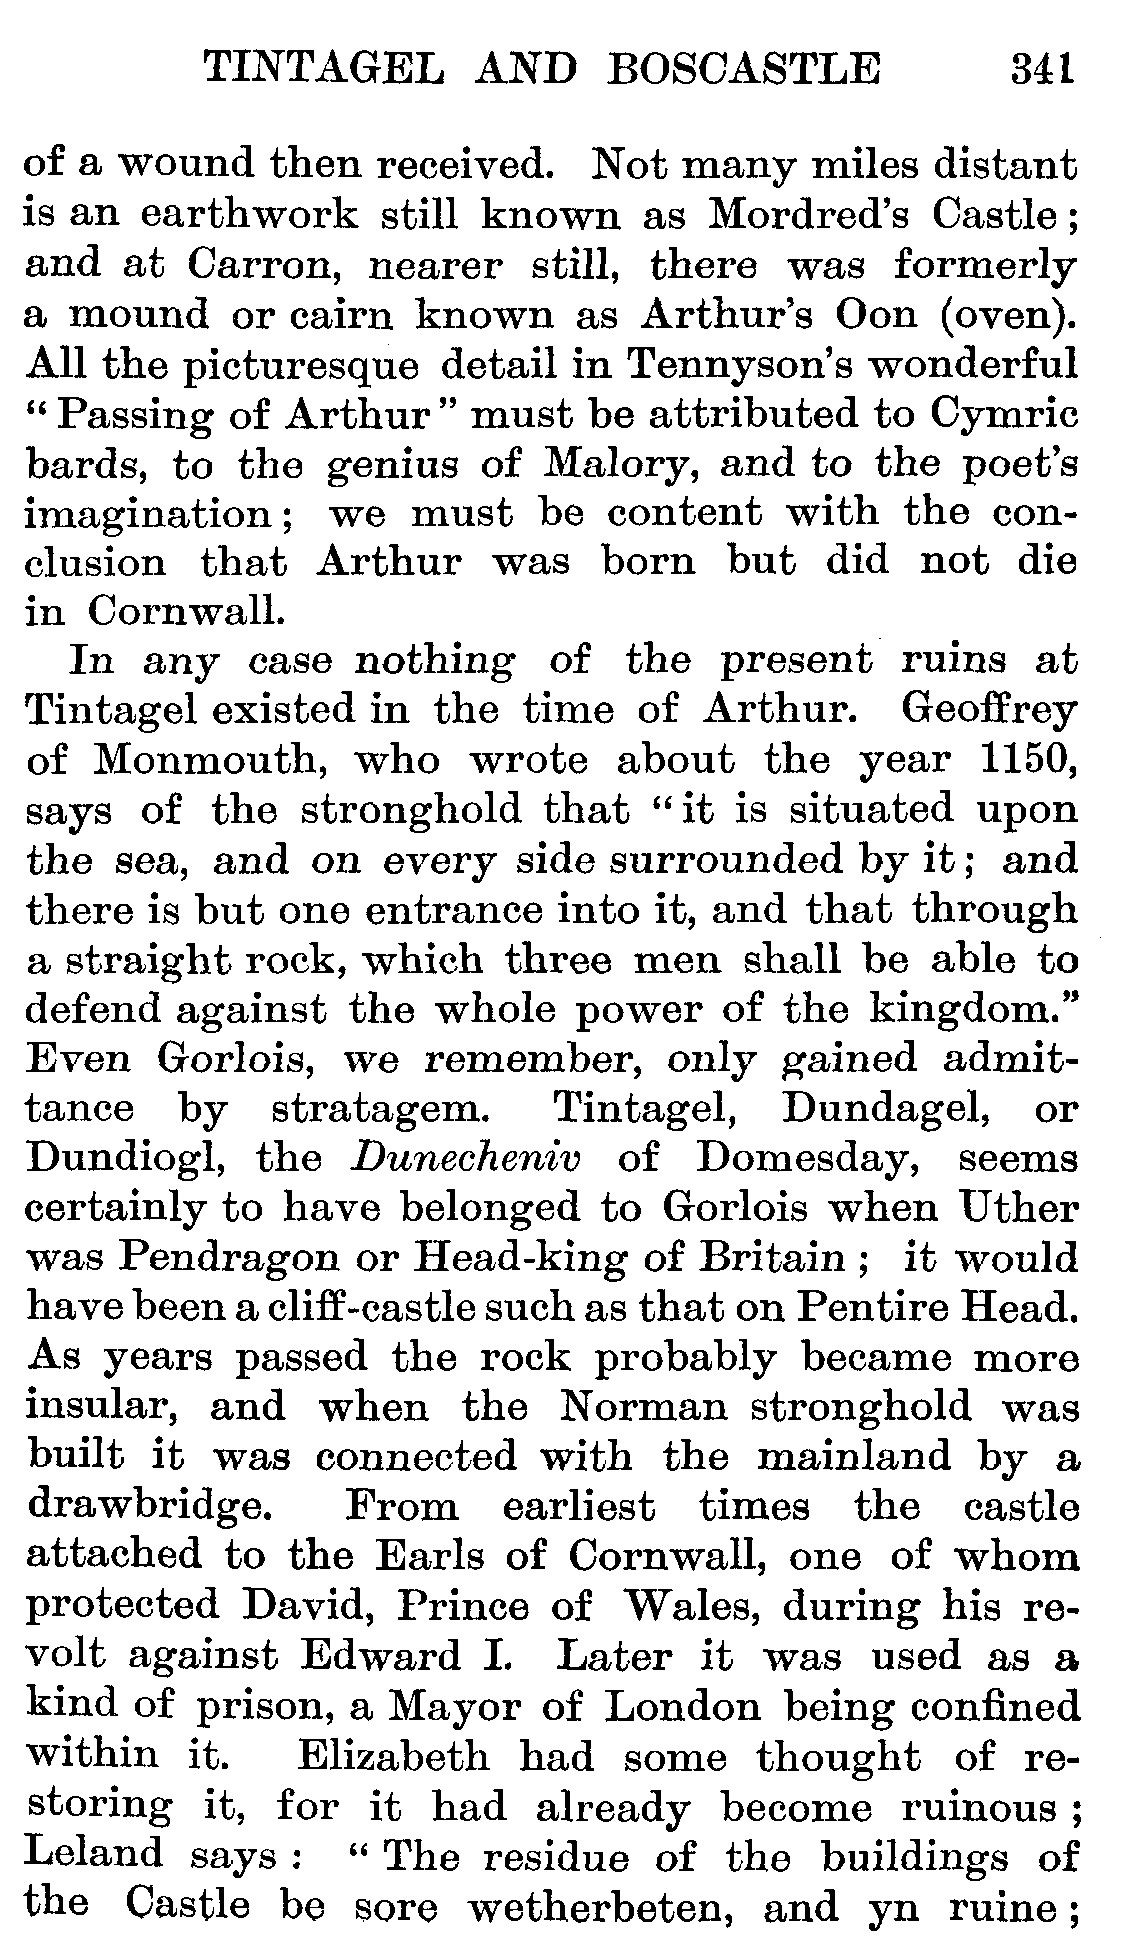 TINTAGEL AND BOSCASTLE 341
of a wound then received. Not many miles distant
is an earthwork still known as Mordred's Castle;
and at Carron, nearer still, there was formerly
a mound or cairn known as Arthur's Oon (oven).
All the picturesque detail in Tennyson's wonderful
“Passing of Arthur” must be attributed to Cymric
bards, to the genius of Malory, and to the poet's
imagination; we must be content with the con-
clusion that Arthur was born but did not die
in Cornwall.
In any case nothing of the present ruins at
Tintagel existed in the time of Arthur. Geoffrey
of Monmouth, who wrote about the year 1150,
says of the stronghold that “it is situated upon
the sea, and on every side surrounded by it; and
there is but one entrance into it, and that through
a straight rock, which three men shall be able to
defend against the whole power of the kingdom.”
Even Gorlois, we remember, only gained admit-
tance by stratagem. Tintagel, Dundagel, or
Dundiogl, the Dunecheniv of Domesday, seems
certainly to have belonged to Gorlois when Uther
was Pendragon or Head-king of Britain; it would
have been a cliff-castle such as that on Pentire Head.
As years passed the rock probably became more
insular, and when the Norman stronghold was
built it was connected with the mainland by a
drawbridge. From earliest times the castle
attached to the Earls of Cornwall, one of whom
protected David, Prince of Wales, during his re-
volt against Edward I. Later it was used as a
kind of prison, a Mayor of London being confined
within it. Elizabeth had some thought of re-
storing it, for it had already become ruinous;
Leland says: “The residue of the buildings of
the Castle be sore wetherbeten, and yn ruine;